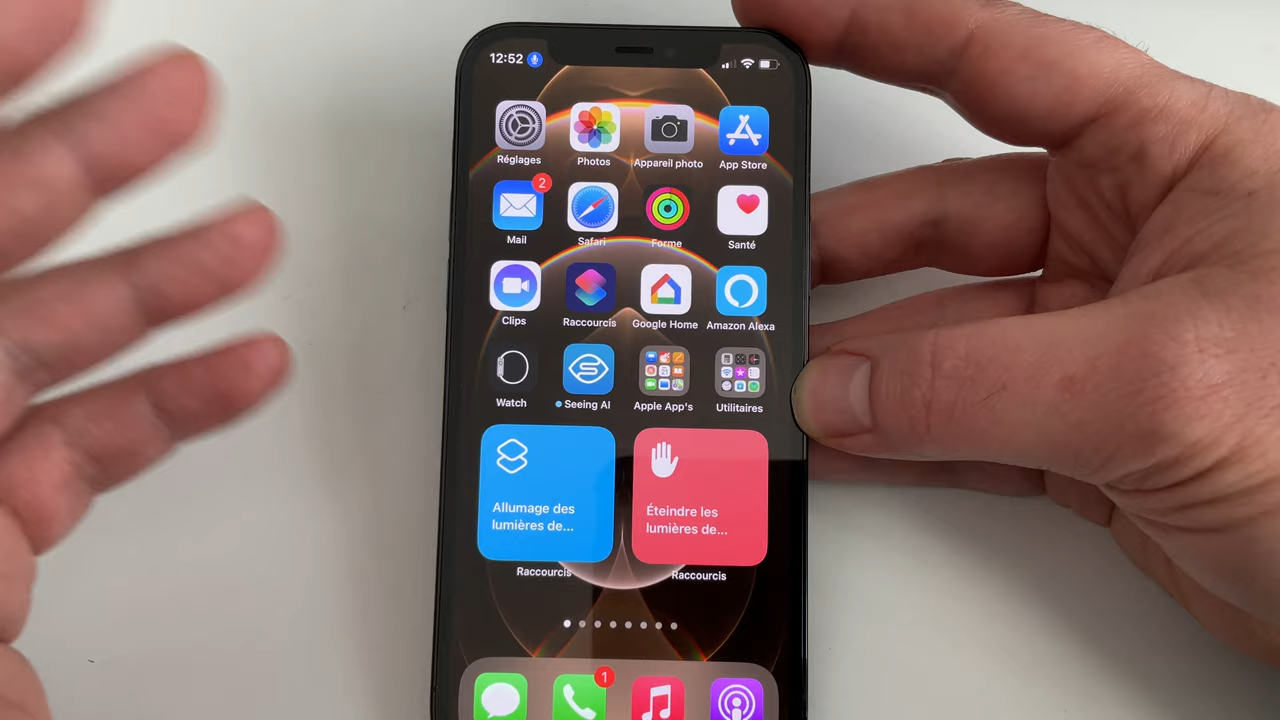 12:52
Réglages
Photos
Appareil photo
App Store
2
Mail
Safari
Forme
Santé
Clips
Raccourcis
Google Home
Amazon Alexa
Watch
Seeing AI
Apple App's
Utilitaires
Allumage des
lumières de...
Éteindre les
lumières de...
Raccourcis
Raccourcis
1